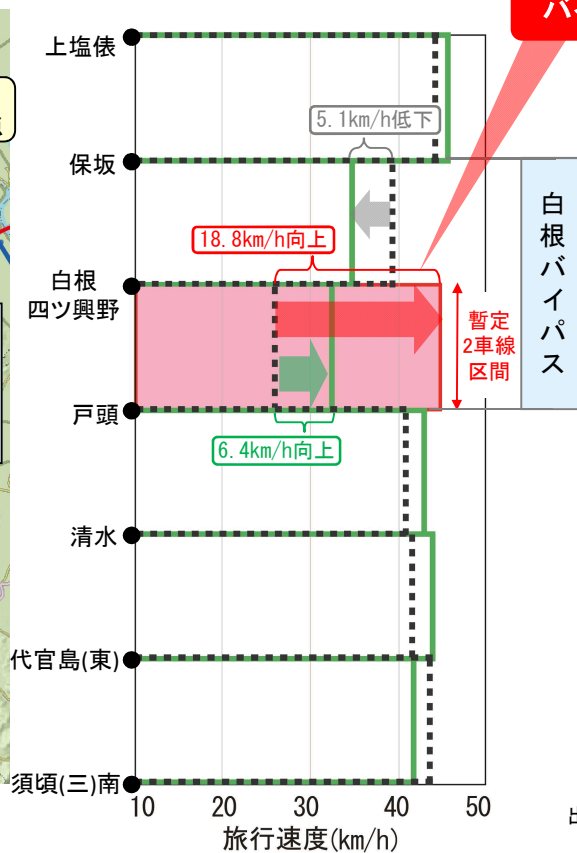 上塩俵
5.1km/h低下
保坂
18.8km/h向上
白根
四ツ興野
暫定
2車線
区間
白根バイパス
戸頭
6.4km/h向上
清水
代官島(東)
須頃(三)南
10 20 30 40 50
旅行速度(km/h)